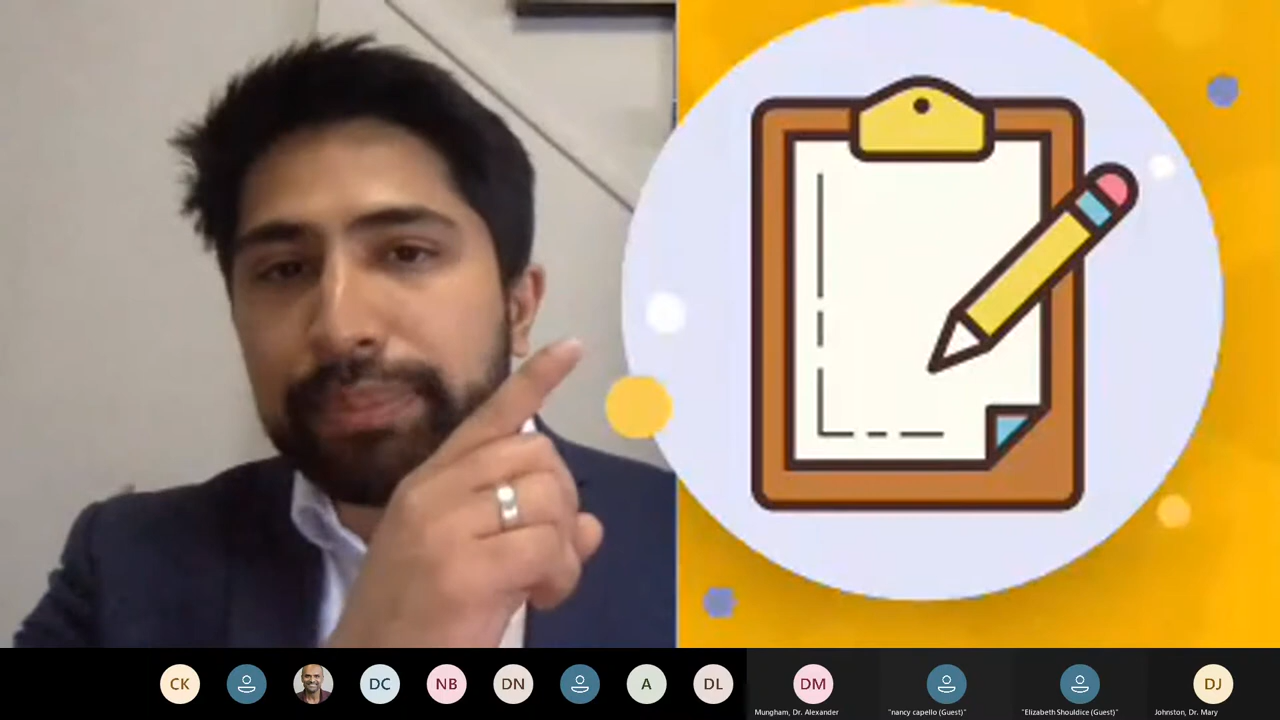 CK
DC
NB
DN
A
DL
DM
DJ
Mungham, Dr. Alexander
"nancy capello (Guest)"
"Elizabeth Shouldice (Guest)"
Johnston, Dr. Mary